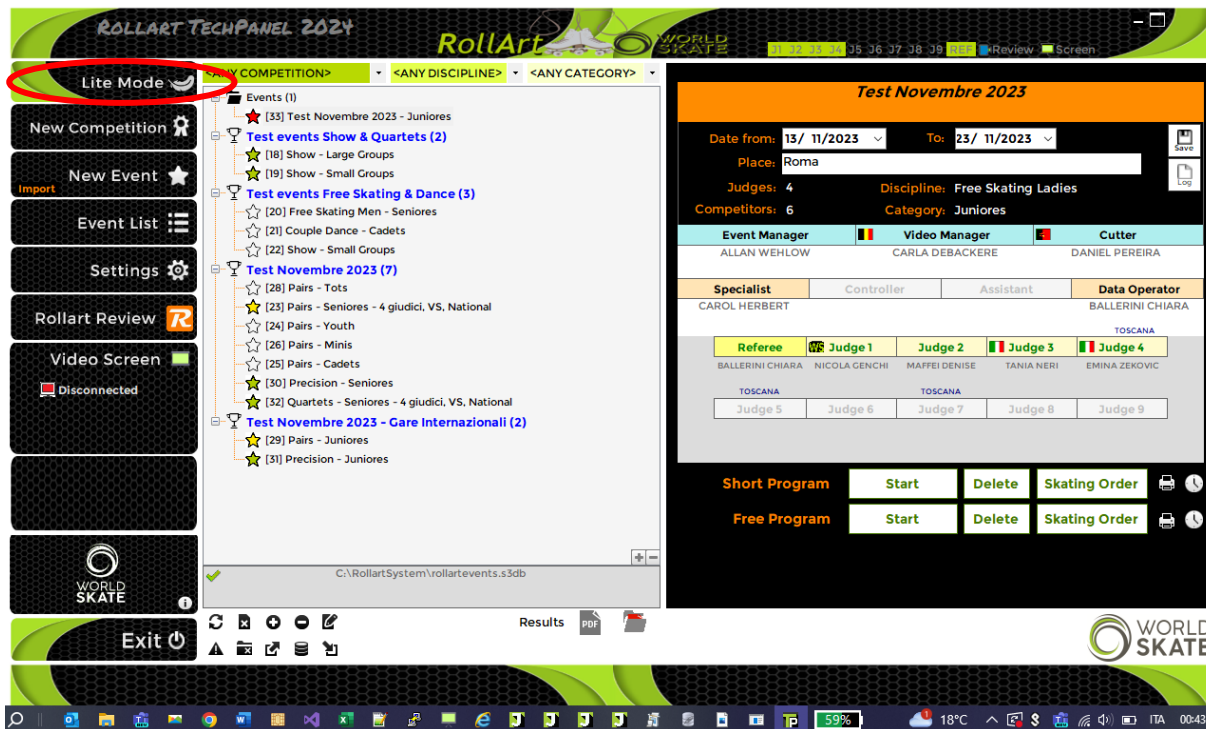 ROLLART TECHPANEL 2024
RollArt
WORLD SKATE
J1 J2 J3 J4 J5 J6 J7 J8 J9 REF Review Screen
Lite Mode
New Competition
New Event
Import
Event List
Settings
Rollart Review
Video Screen
Disconnected
WORLD
SKATE
Exit
<ANY COMPETITION> <ANY DISCIPLINE> <ANY CATEGORY>
Events (1)
[33] Test Novembre 2023 - Juniores
Test events Show & Quartets (2)
[18] Show - Large Groups
[19] Show - Small Groups
Test events Free Skating & Dance (3)
[20] Free Skating Men - Seniores
[21] Couple Dance - Cadets
[22] Show - Small Groups
Test Novembre 2023 (7)
[28] Pairs - Tots
[23] Pairs - Seniores - 4 giudici, VS, National
[24] Pairs - Youth
[26] Pairs - Minis
[25] Pairs - Cadets
[30] Precision - Seniores
[32] Quartets - Seniores - 4 giudici, VS, National
Test Novembre 2023 - Gare Internazionali (2)
[29] Pairs - Juniores
[31] Precision - Juniores
C:\RollartSystem\rollartevents.s3db
Results PDF
Test Novembre 2023
Date from: 13/ 11/2023 To: 23/ 11/2023
Save
Place: Roma
Log
Judges: 4 Discipline: Free Skating Ladies
Competitors: 6 Category: Juniores
Event Manager Video Manager Cutter
ALLAN WEHLOW CARLA DEBACKERE DANIEL PEREIRA
Specialist Controller Assistant Data Operator
CAROL HERBERT BALLERINI CHIARA
TOSCANA
Referee WS Judge 1 Judge 2 Judge 3 Judge 4
BALLERINI CHIARA NICOLA GENCHI MAFFEI DENISE TANIA NERI EMINA ZEKOVIC
TOSCANA TOSCANA
Judge 5 Judge 6 Judge 7 Judge 8 Judge 9
Short Program Start Delete Skating Order
Free Program Start Delete Skating Order
WORLD
SKATE
59% 18°C ITA 00:43